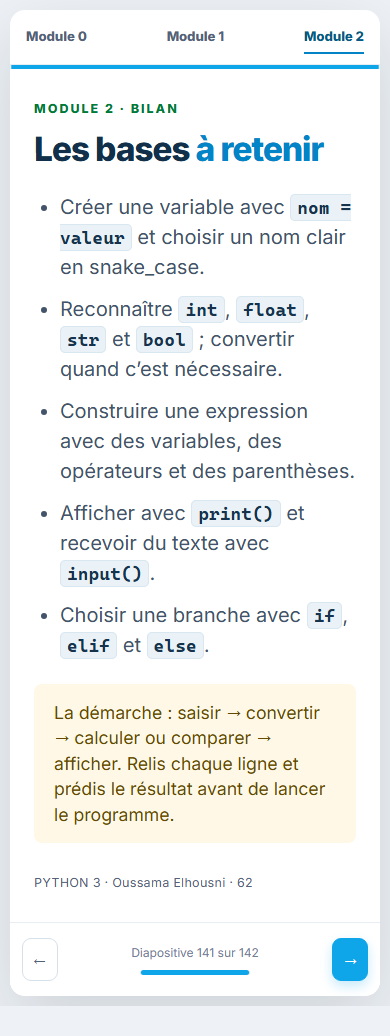 Module 0 Module 1 Module 2
MODULE 2 · BILAN
Les bases à retenir
• Créer une variable avec nom =
valeur et choisir un nom clair
en snake_case.
• Reconnaître int, float,
str et bool ; convertir
quand c’est nécessaire.
• Construire une expression
avec des variables, des
opérateurs et des parenthèses.
• Afficher avec print() et
recevoir du texte avec
input().
• Choisir une branche avec if,
elif et else.
La démarche : saisir → convertir
→ calculer ou comparer →
afficher. Relis chaque ligne et
prédis le résultat avant de lancer
le programme.
PYTHON 3 · Oussama Elhousni · 62
← Diapositive 141 sur 142 →